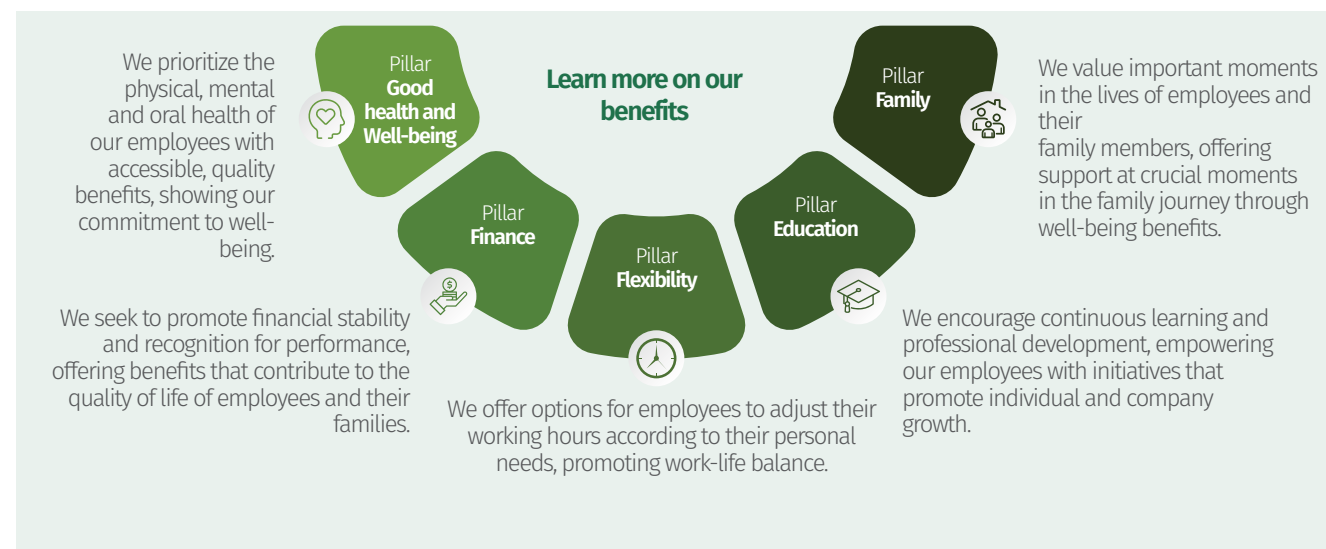 Learn more on our
benefits
Pillar
Good
health and
Well-being
We prioritize the
physical, mental
and oral health of
our employees with
accessible, quality
benefits, showing our
commitment to well-
being.
Pillar
Finance
We seek to promote financial stability
and recognition for performance,
offering benefits that contribute to the
quality of life of employees and their
families.
Pillar
Flexibility
We offer options for employees to adjust their
working hours according to their personal
needs, promoting work-life balance.
Pillar
Education
We encourage continuous learning and
professional development, empowering
our employees with initiatives that
promote individual and company
growth.
Pillar
Family
We value important moments
in the lives of employees and
their
family members, offering
support at crucial moments
in the family journey through
well-being benefits.
$